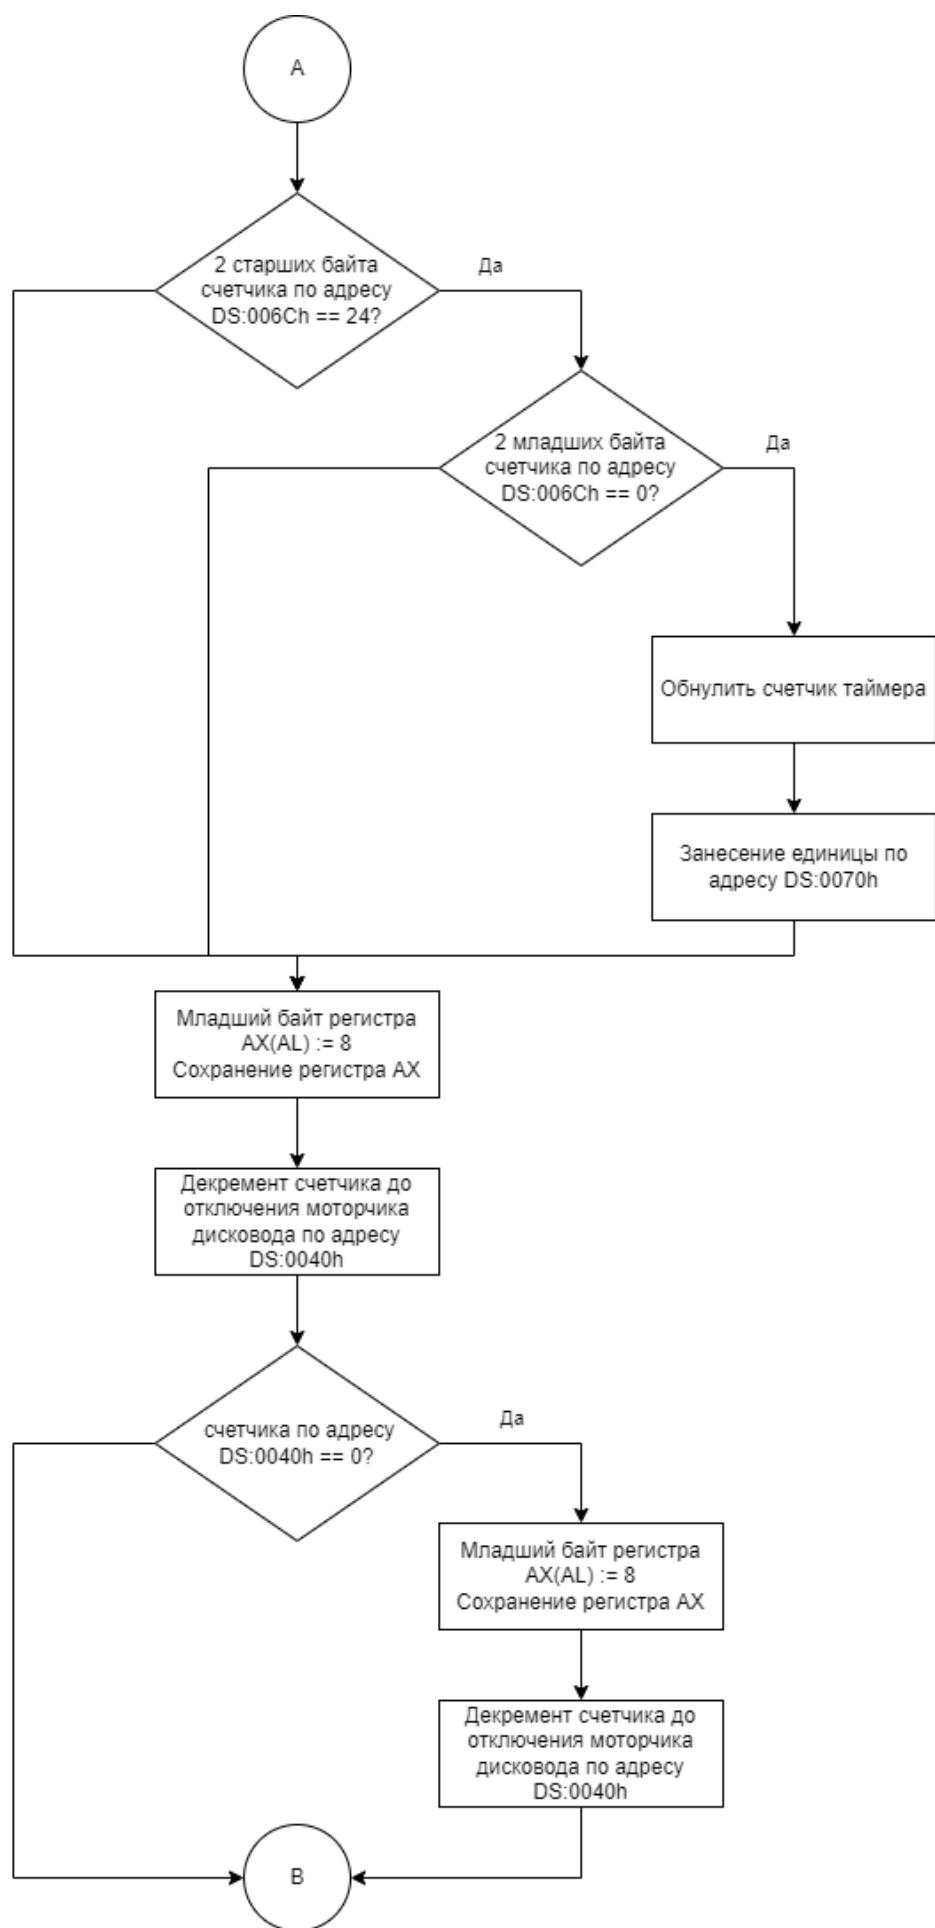 A
2 старших байта
счетчика по адресу
DS:006Ch == 24?
Да
2 младших байта
счетчика по адресу
DS:006Ch == 0?
Да
Обнулить счетчик таймера
Занесение единицы по
адресу DS:0070h
Младший байт регистра
AX(AL) := 8
Сохранение регистра AX
Декремент счетчика до
отключения моторчика
дисковода по адресу
DS:0040h
счетчика по адресу
DS:0040h == 0?
Да
Младший байт регистра
AX(AL) := 8
Сохранение регистра AX
Декремент счетчика до
отключения моторчика
дисковода по адресу
DS:0040h
B